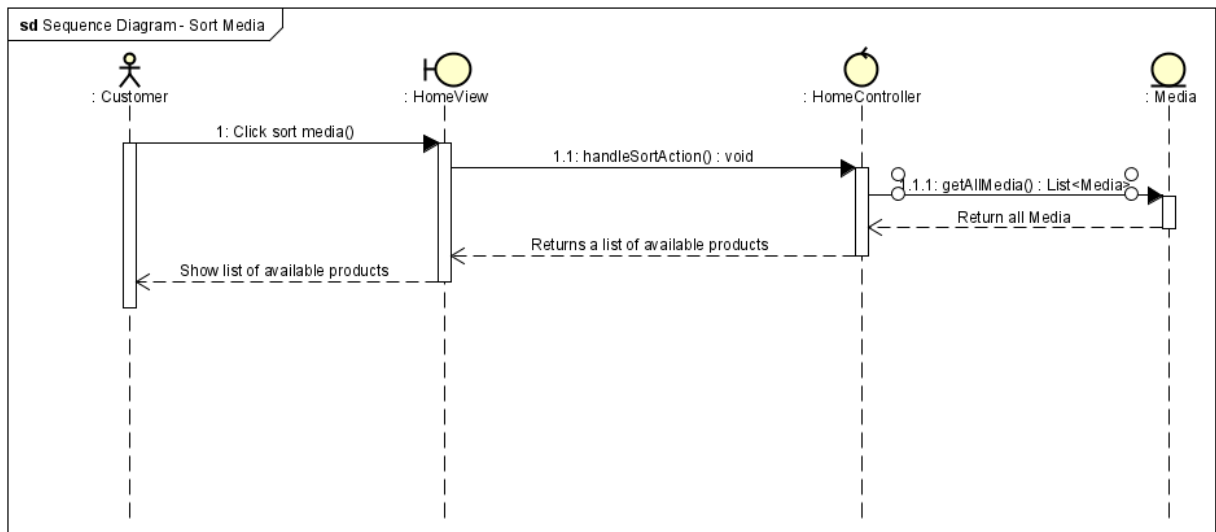 sd Sequence Diagram - Sort Media
: Customer
: HomeView
: HomeController
: Media
1: Click sort media()
1.1: handleSortAction() : void
1.1.1: getAllMedia() : List<Media>
Return all Media
Returns a list of available products
Show list of available products